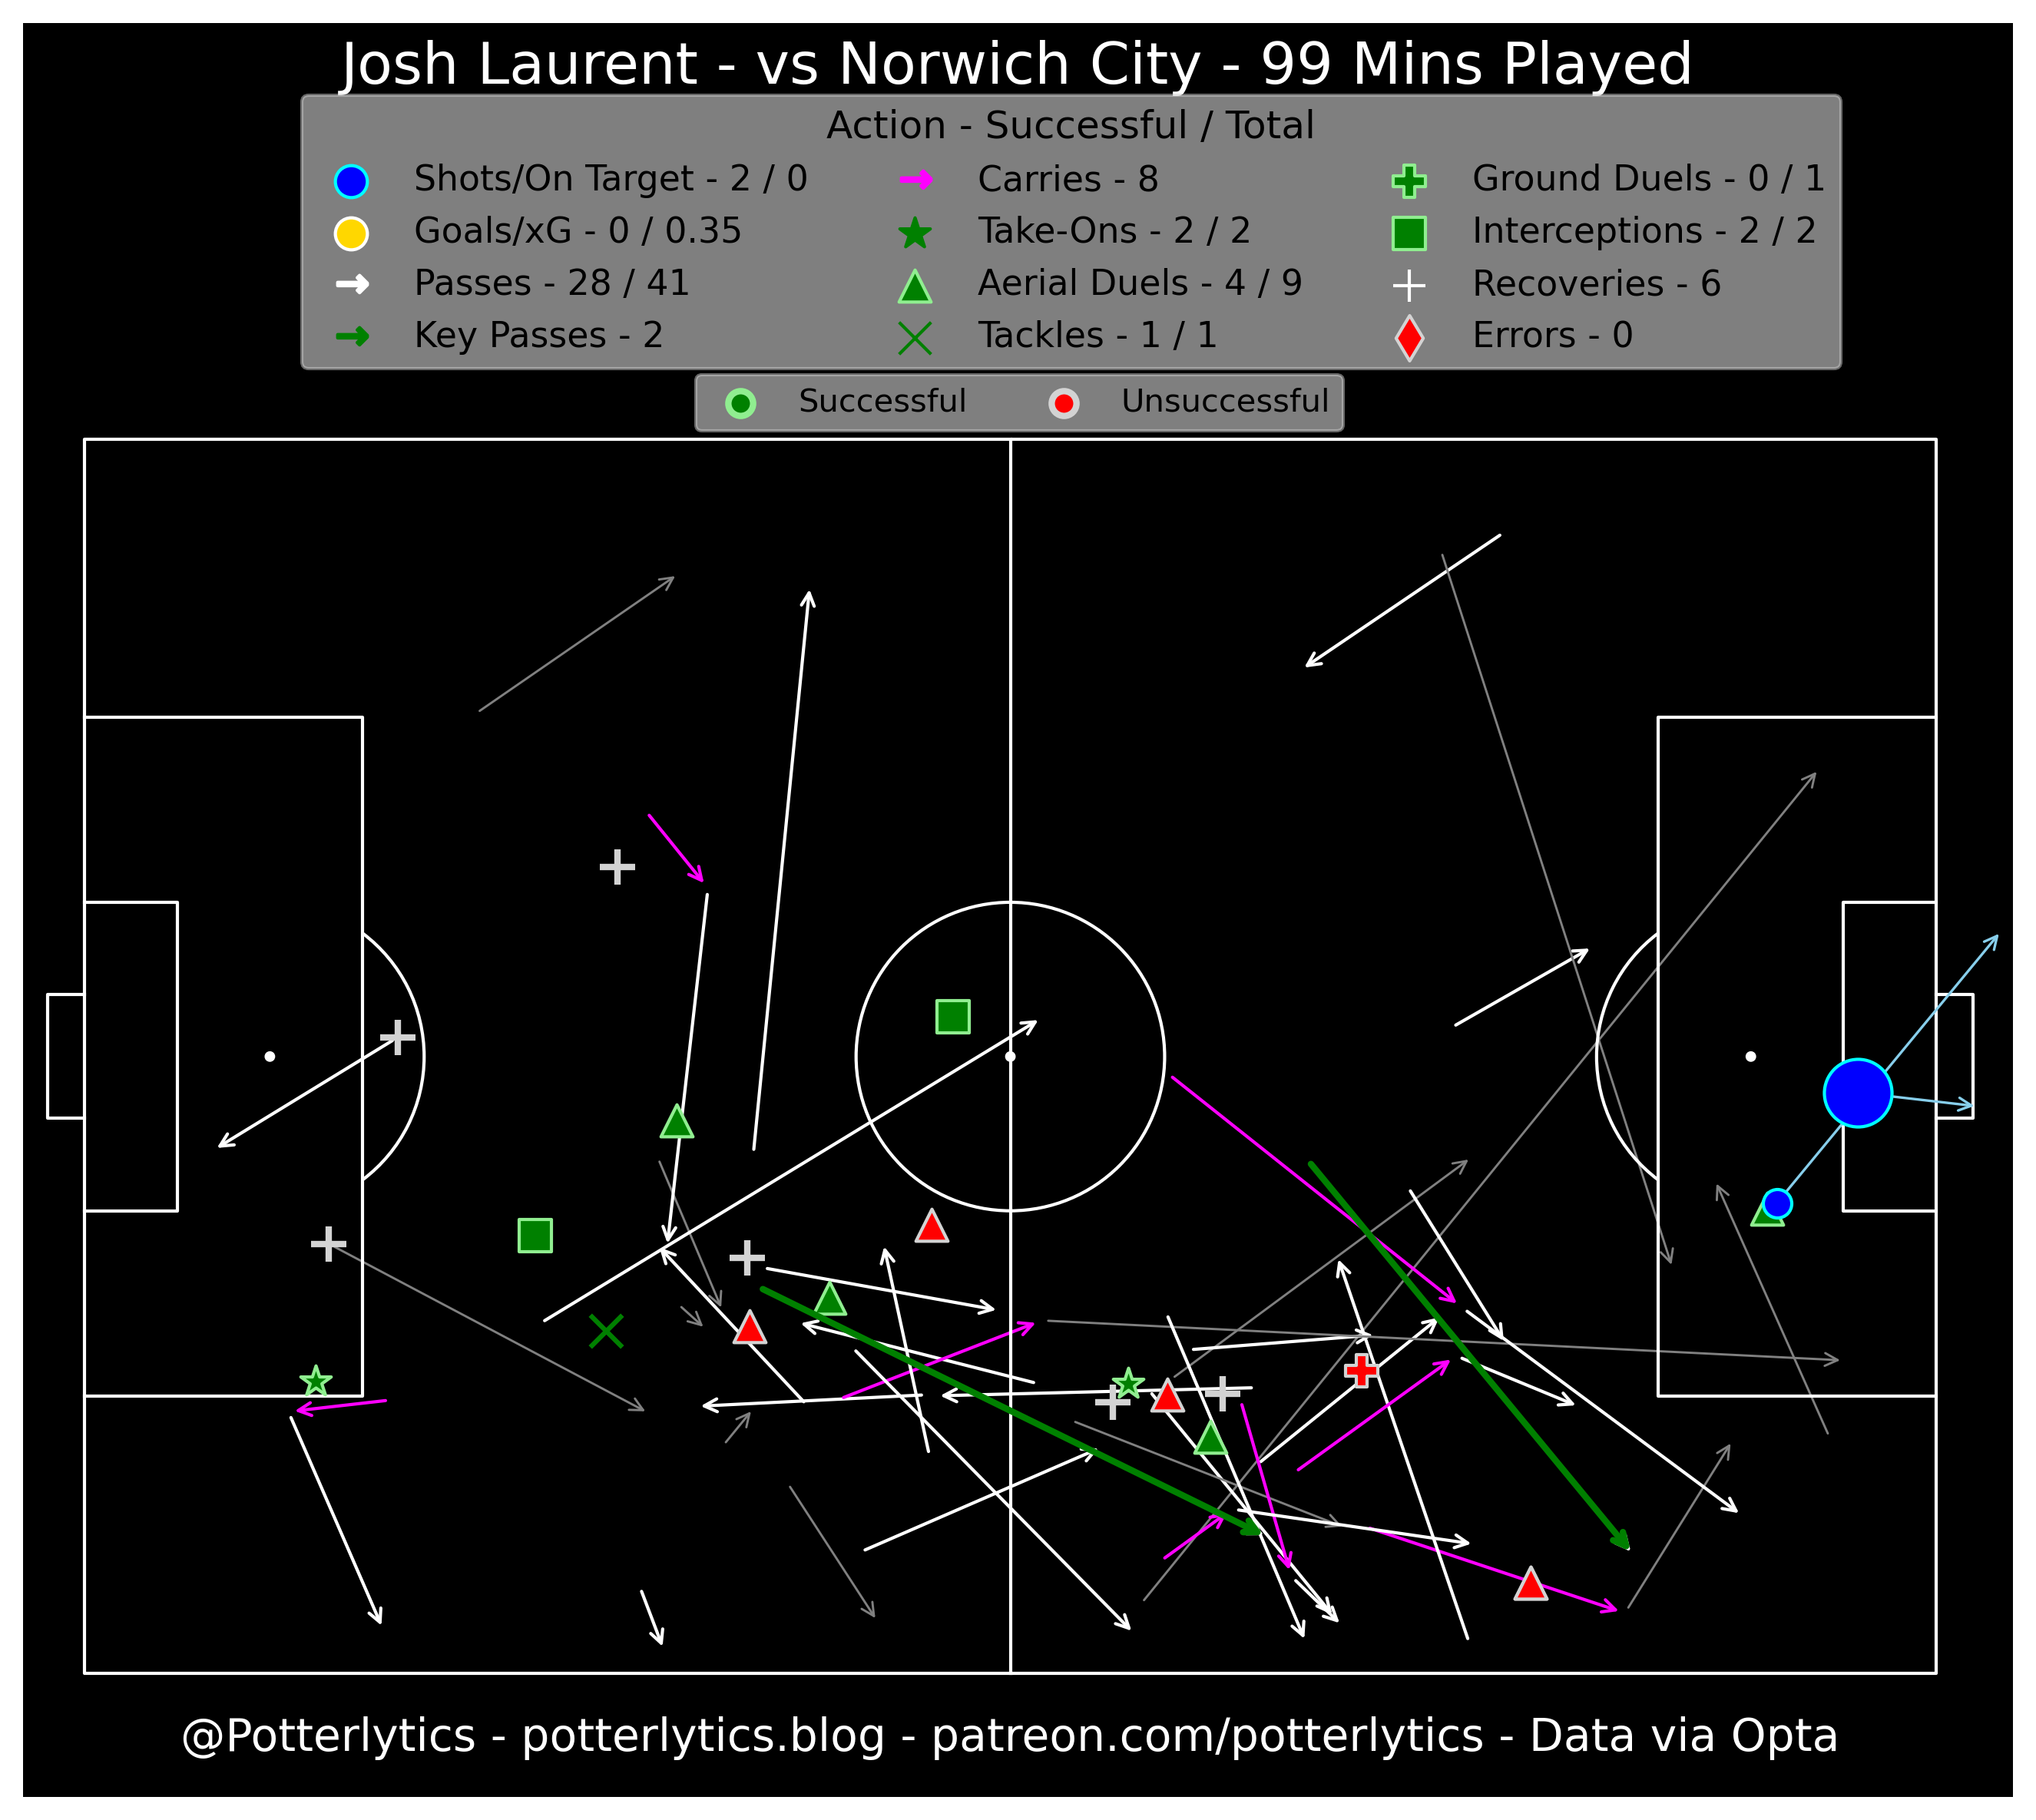 Josh Laurent - vs Norwich City - 99 Mins Played
Action - Successful / Total
Shots/On Target - 2 / 0
Goals/xG - 0 / 0.35
Passes - 28 / 41
Key Passes - 2
Carries - 8
Take-Ons - 2 / 2
Aerial Duels - 4 / 9
Tackles - 1 / 1
Ground Duels - 0 / 1
Interceptions - 2 / 2
Recoveries - 6
Errors - 0
Successful
Unsuccessful
@Potterlytics - potterlytics.blog - patreon.com/potterlytics - Data via Opta